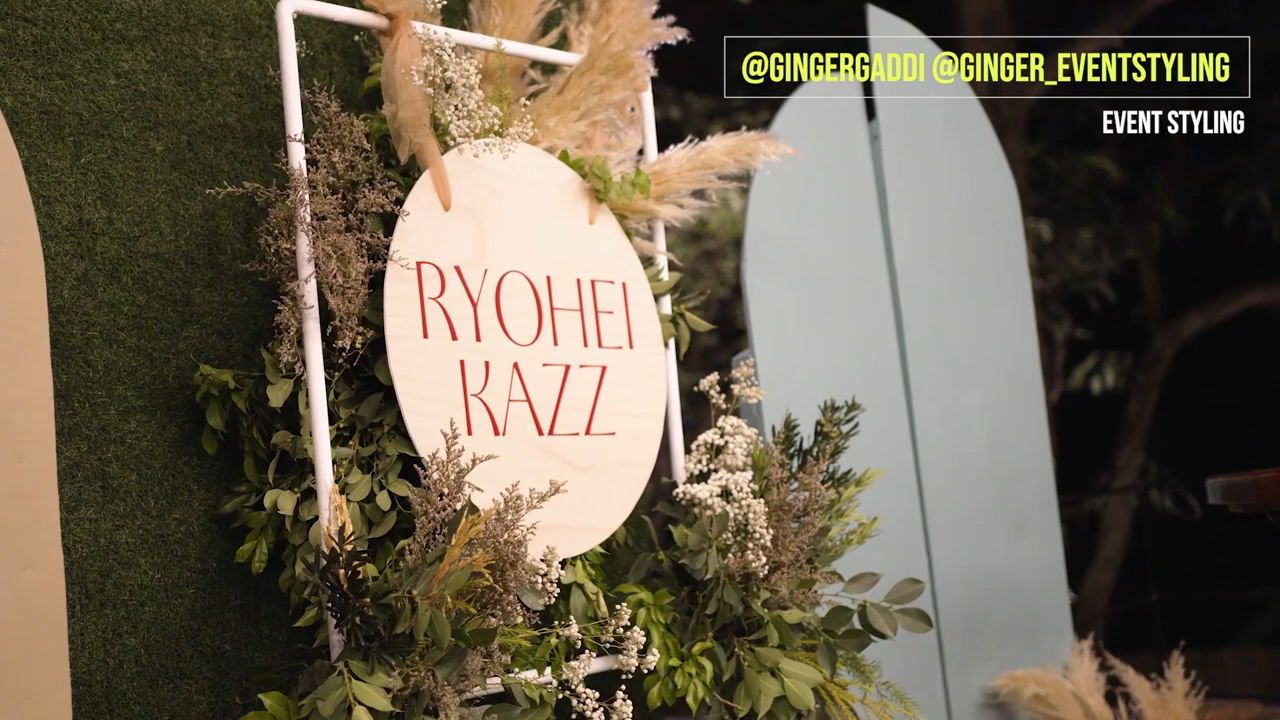 @GINGERGADDI @GINGER_EVENTSTYLING
EVENT STYLING
RYOHEI
KAZZ